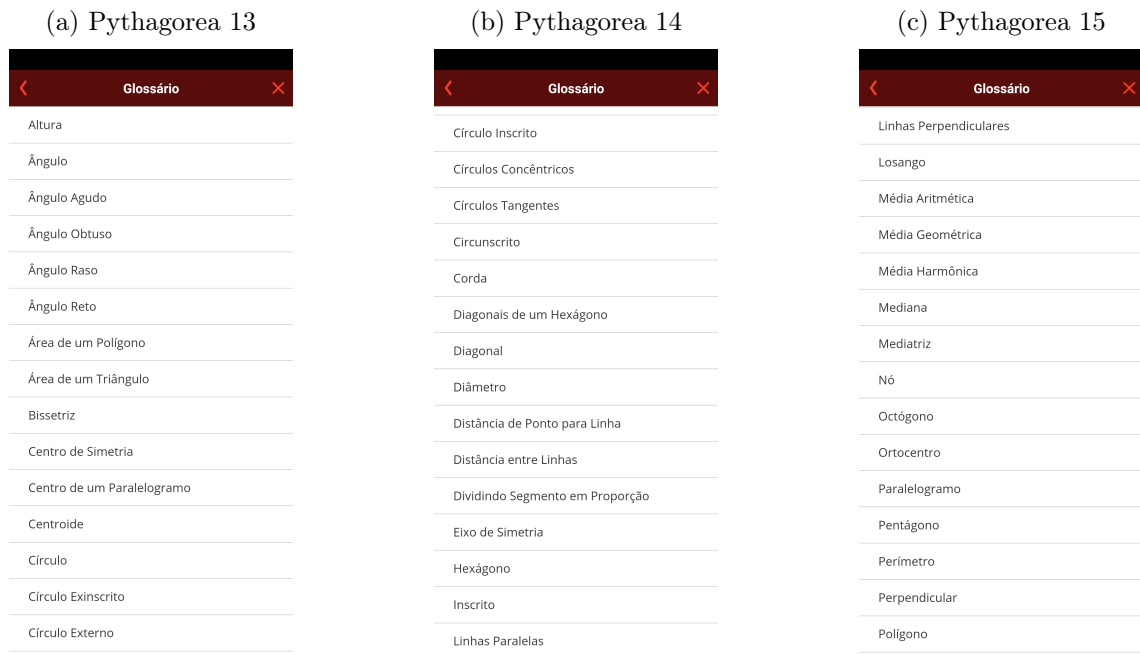 (a) Pythagorea 13
Glossário
Altura
Ângulo
Ângulo Agudo
Ângulo Obtuso
Ângulo Raso
Ângulo Reto
Área de um Polígono
Área de um Triângulo
Bissetriz
Centro de Simetria
Centro de um Paralelogramo
Centroide
Círculo
Círculo Exinscrito
Círculo Externo
(b) Pythagorea 14
Glossário
Círculo Inscrito
Círculos Concêntricos
Círculos Tangentes
Circunscrito
Corda
Diagonais de um Hexágono
Diagonal
Diâmetro
Distância de Ponto para Linha
Distância entre Linhas
Dividindo Segmento em Proporção
Eixo de Simetria
Hexágono
Inscrito
Linhas Paralelas
(c) Pythagorea 15
Glossário
Linhas Perpendiculares
Losango
Média Aritmética
Média Geométrica
Média Harmônica
Mediana
Mediatriz
Nó
Octógono
Ortocentro
Paralelogramo
Pentágono
Perímetro
Perpendicular
Polígono